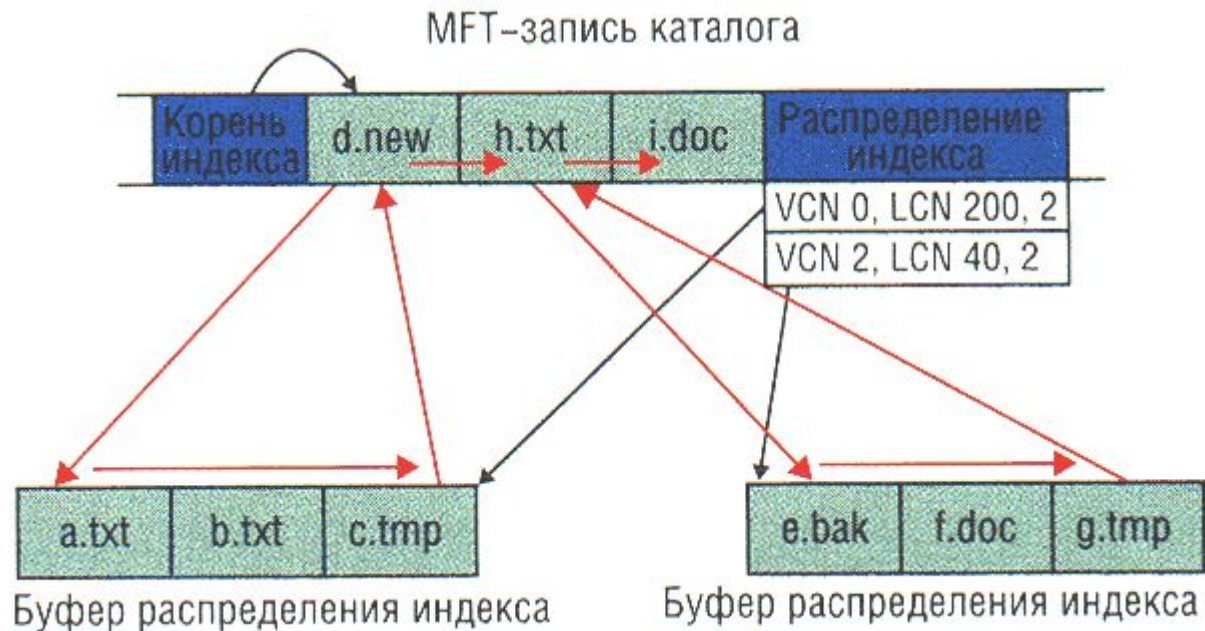 MFT-запись каталога
Корень
индекса
d.new
h.txt
i.doc
Распределение
индекса
VCN 0, LCN 200, 2
VCN 2, LCN 40, 2
a.txt
b.txt
c.tmp
e.bak
f.doc
g.tmp
Буфер распределения индекса
Буфер распределения индекса